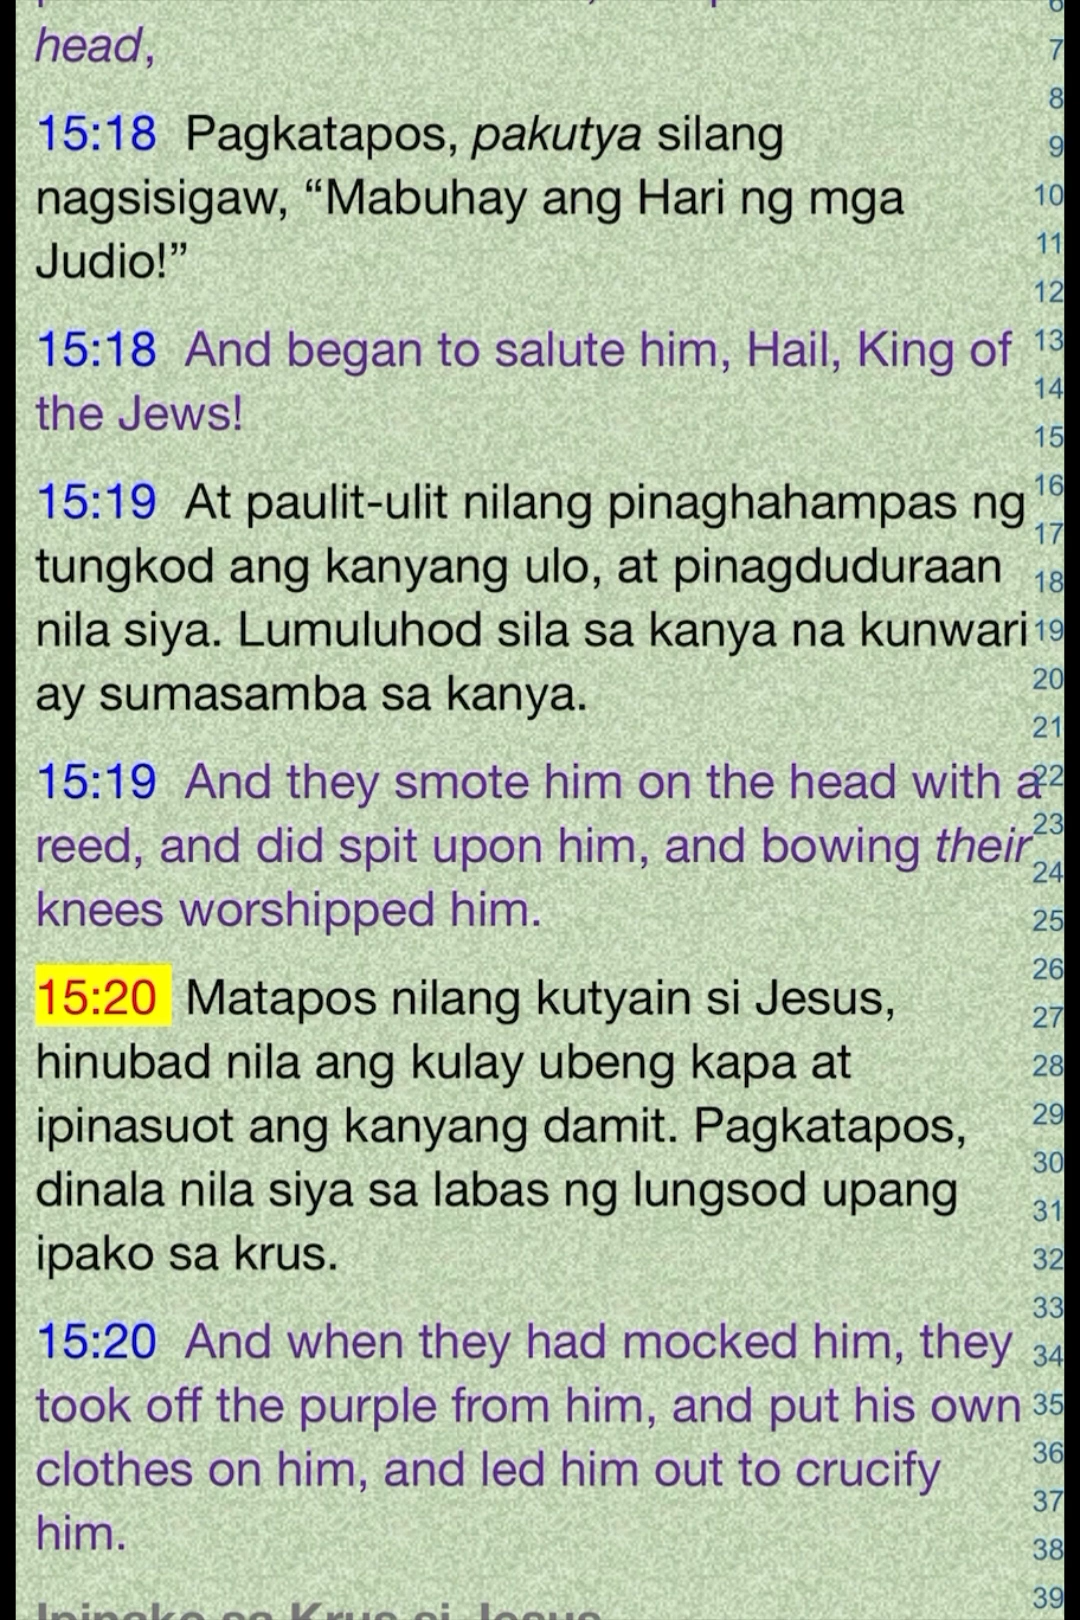 head,
15:18 Pagkatapos, pakutya silang
nagsisigaw, “Mabuhay ang Hari ng mga
Judio!”
15:18 And began to salute him, Hail, King of
the Jews!
15:19 At paulit-ulit nilang pinaghahampas ng
tungkod ang kanyang ulo, at pinagduduraan
nila siya. Lumuluhod sila sa kanya na kunwari
ay sumasamba sa kanya.
15:19 And they smote him on the head with a
reed, and did spit upon him, and bowing their
knees worshipped him.
15:20 Matapos nilang kutyain si Jesus,
hinubad nila ang kulay ubeng kapa at
ipinasuot ang kanyang damit. Pagkatapos,
dinala nila siya sa labas ng lungsod upang
ipako sa krus.
15:20 And when they had mocked him, they
took off the purple from him, and put his own
clothes on him, and led him out to crucify
him.
Ipinako sa Krus si Jesus
6
7
8
9
10
11
12
13
14
15
16
17
18
19
20
21
22
23
24
25
26
27
28
29
30
31
32
33
34
35
36
37
38
39